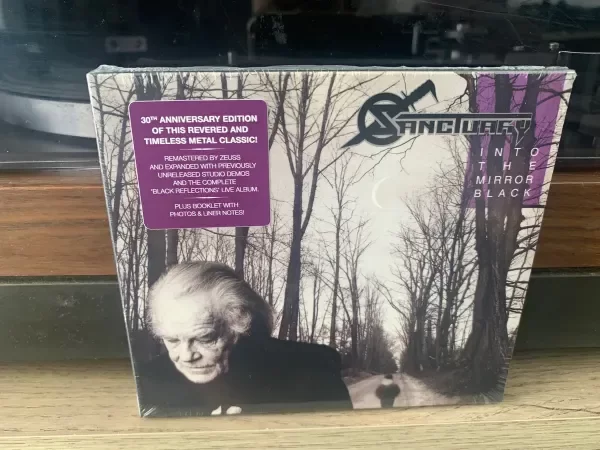 30TH ANNIVERSARY EDITION
OF THIS REVERED AND
TIMELESS METAL CLASSIC!
REMASTERED BY ZEUSS
AND EXPANDED WITH PREVIOUSLY
UNRELEASED STUDIO DEMOS
AND THE COMPLETE
'BLACK REFLECTIONS' LIVE ALBUM.
PLUS BOOKLET WITH
PHOTOS & LINER NOTES!
SANCTUARY
INTO
THE
MIRROR
BLACK